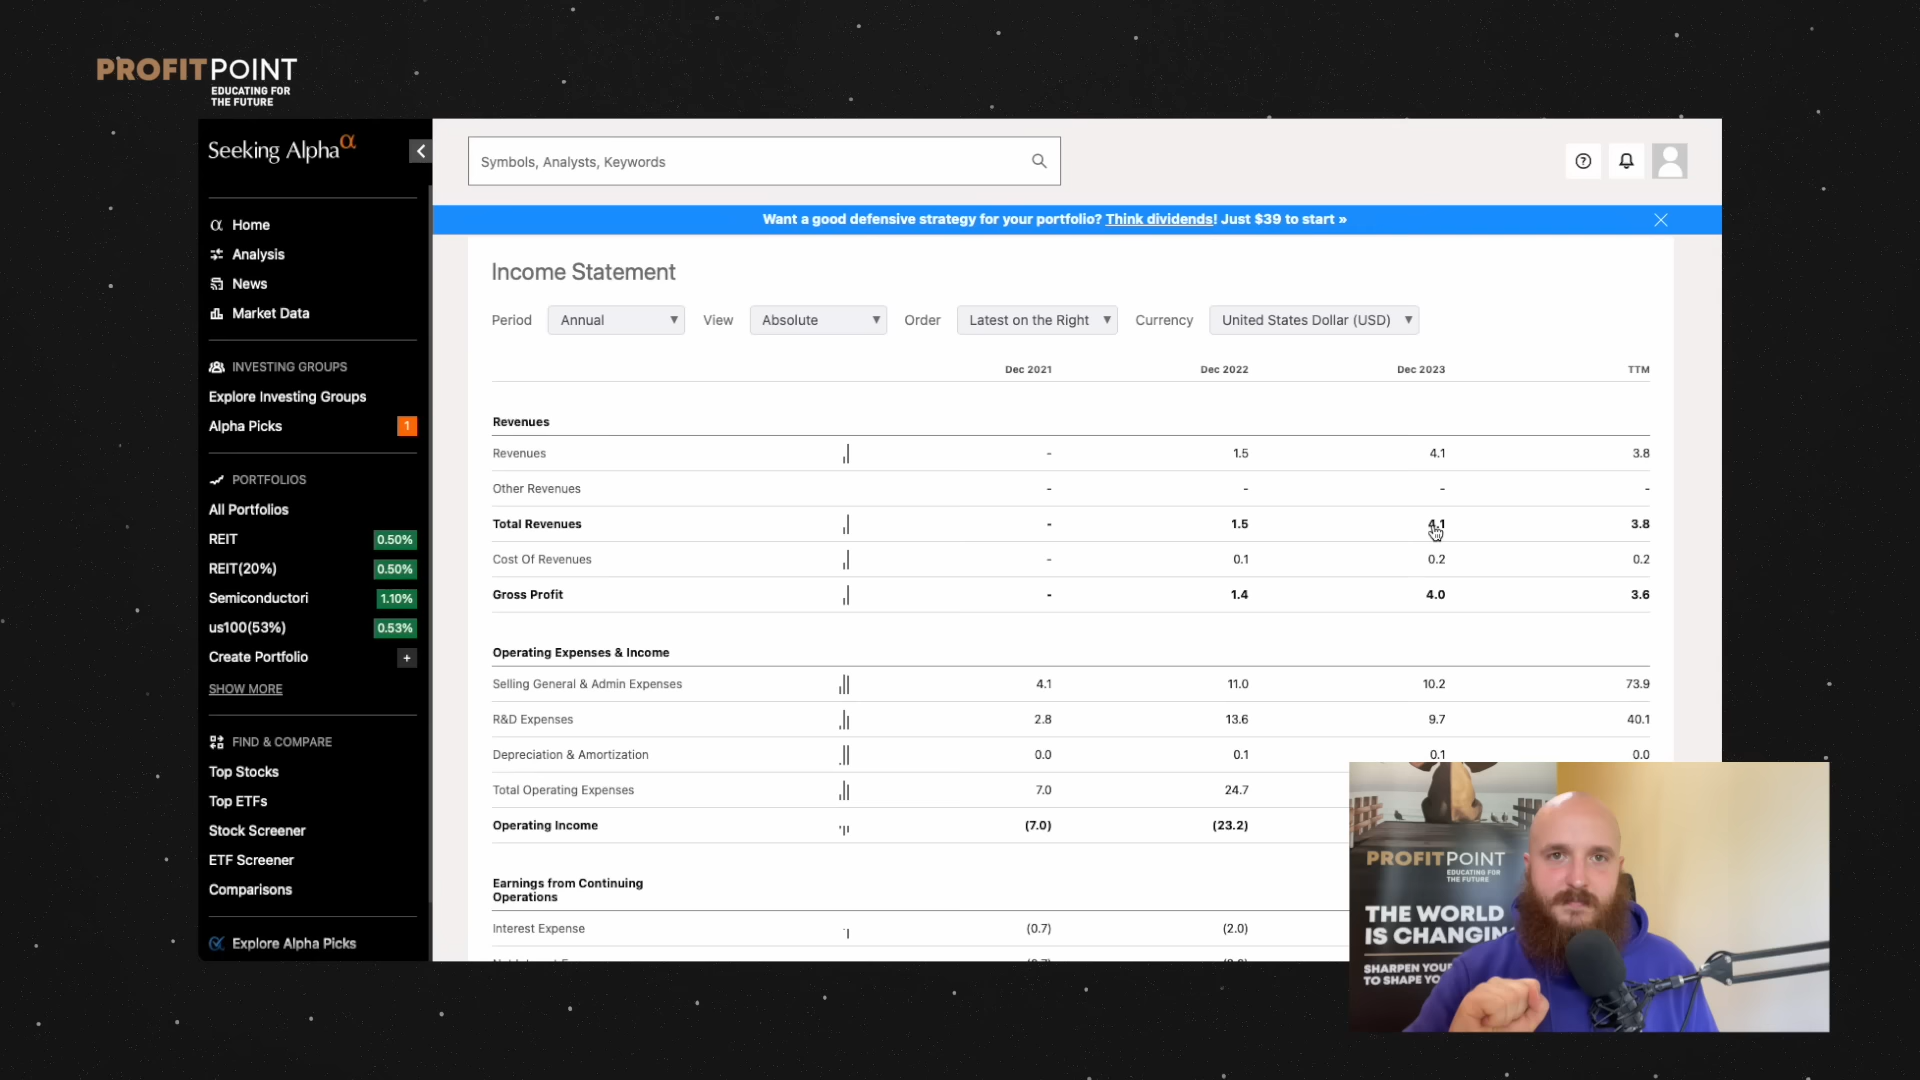 PROFITPOINT
EDUCATING FOR
THE FUTURE
Seeking Alpha α
Symbols, Analysts, Keywords
Want a good defensive strategy for your portfolio? Think dividends! Just $39 to start »
Home
Analysis
News
Market Data
INVESTING GROUPS
Explore Investing Groups
Alpha Picks 1
PORTFOLIOS
All Portfolios
REIT 0.50%
REIT(20%) 0.50%
Semiconductori 1.10%
us100(53%) 0.53%
Create Portfolio +
SHOW MORE
FIND & COMPARE
Top Stocks
Top ETFs
Stock Screener
ETF Screener
Comparisons
Explore Alpha Picks
Income Statement
Period Annual View Absolute Order Latest on the Right Currency United States Dollar (USD)
Dec 2021 Dec 2022 Dec 2023 TTM
Revenues
Revenues - 1.5 4.1 3.8
Other Revenues - - - -
Total Revenues - 1.5 4.1 3.8
Cost Of Revenues - 0.1 0.2 0.2
Gross Profit - 1.4 4.0 3.6
Operating Expenses & Income
Selling General & Admin Expenses 4.1 11.0 10.2 73.9
R&D Expenses 2.8 13.6 9.7 40.1
Depreciation & Amortization 0.0 0.1 0.1 0.0
Total Operating Expenses 7.0 24.7
Operating Income (7.0) (23.2)
Earnings from Continuing
Operations
Interest Expense (0.7) (2.0)
PROFITPOINT
EDUCATING FOR
THE FUTURE
THE WORLD
IS CHANGIN
SHARPEN YOUR
TO SHAPE YO